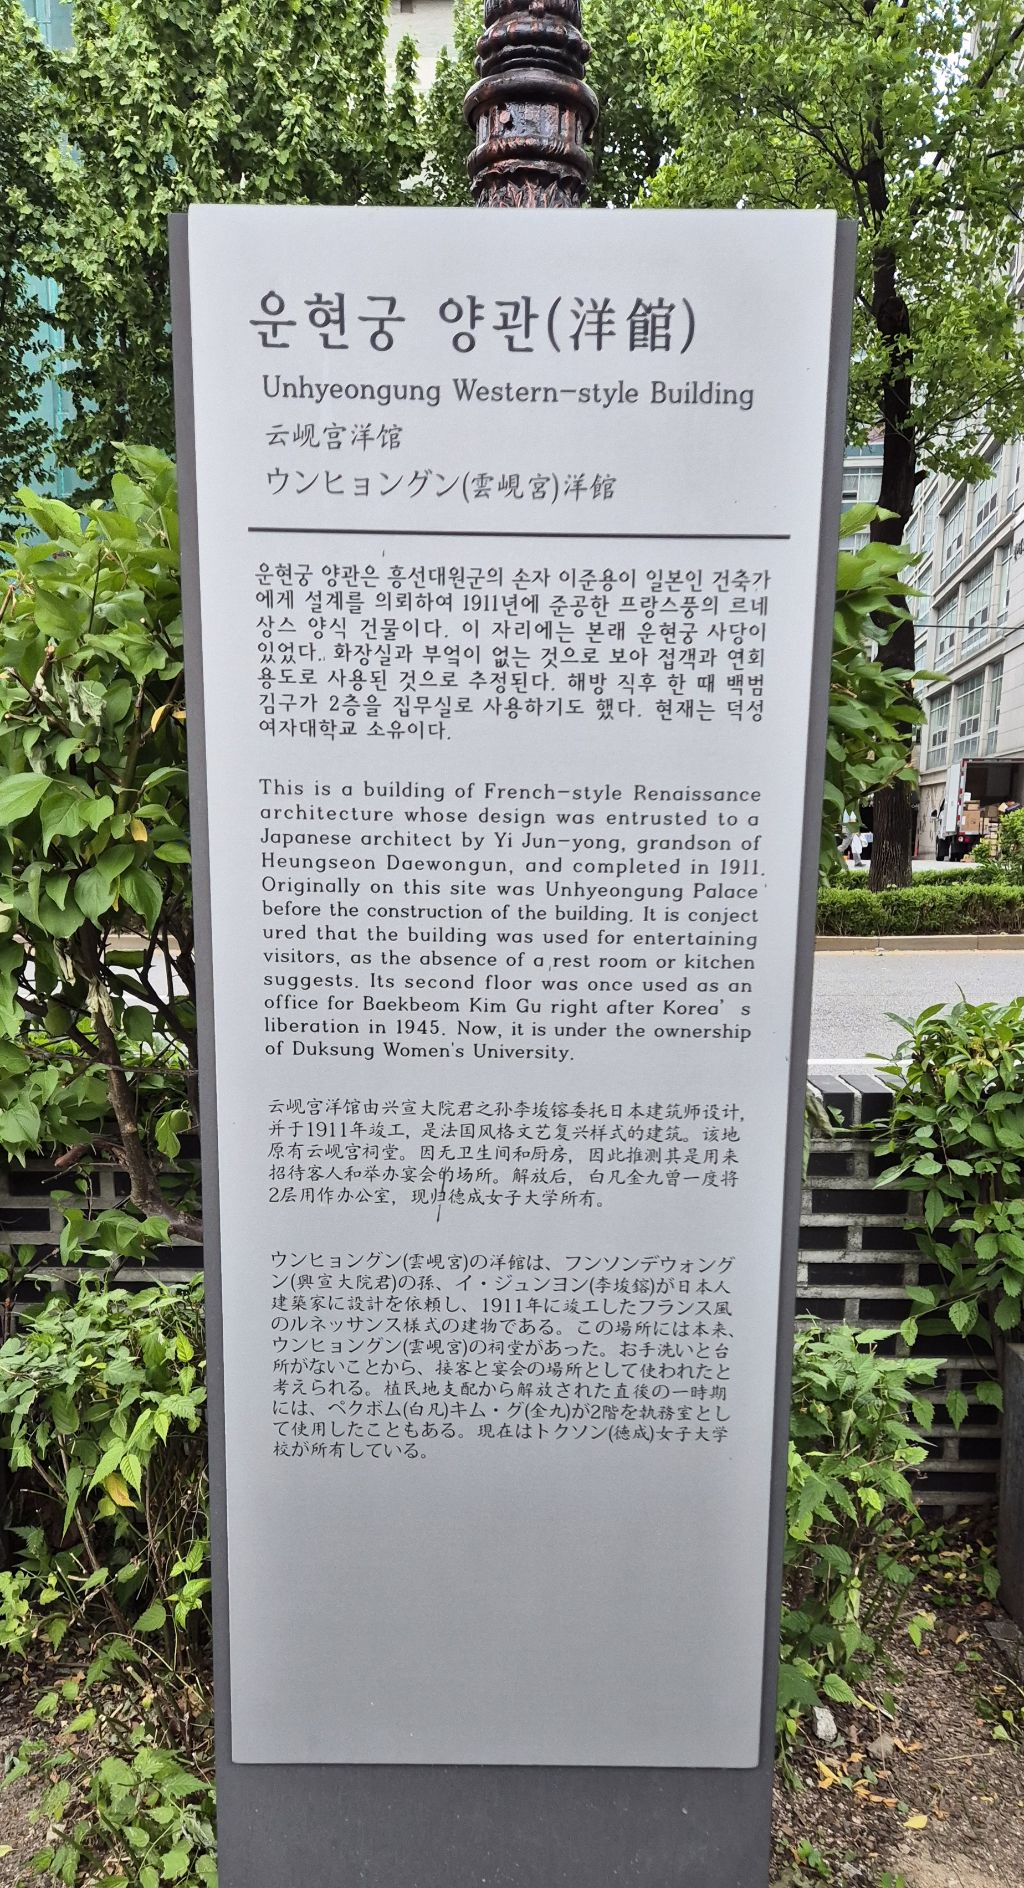 운현궁 양관(洋館)
Unhyeongung Western-style Building
云岘宫洋馆
ウンヒョングン(雲峴宮)洋館
운현궁 양관은 흥선대원군의 손자 이준용이 일본인 건축가
에게 설계를 의뢰하여 1911년에 준공한 프랑스풍의 르네
상스 양식 건물이다. 이 자리에는 본래 운현궁 사당이
있었다. 화장실과 부엌이 없는 것으로 보아 접객과 연회
용도로 사용된 것으로 추정된다. 해방 직후 한 때 백범
김구가 2층을 집무실로 사용하기도 했다. 현재는 덕성
여자대학교 소유이다.
This is a building of French-style Renaissance
architecture whose design was entrusted to a
Japanese architect by Yi Jun-yong, grandson of
Heungseon Daewongun, and completed in 1911.
Originally on this site was Unhyeongung Palace
before the construction of the building. It is conject
ured that the building was used for entertaining
visitors, as the absence of a rest room or kitchen
suggests. Its second floor was once used as an
office for Baekbeom Kim Gu right after Korea's
liberation in 1945. Now, it is under the ownership
of Duksung Women's University.
云岘宫洋馆由兴宣大院君之孙李埈镕委托日本建筑师设计,
并于1911年竣工, 是法国风格文艺复兴样式的建筑。该地
原有云岘宫祠堂。因无卫生间和厨房, 因此推测其是用来
招待客人和举办宴会的场所。解放后, 白凡金九曾一度将
2层用作办公室, 现归德成女子大学所有。
ウンヒョングン(雲峴宮)の洋館は、フンソンデウォング
ン(興宣大院君)の孫、イ・ジュンヨン(李埈鎔)が日本人
建築家に設計を依頼し、1911年に竣工したフランス風
のルネッサンス様式の建物である。この場所には本来、
ウンヒョングン(雲峴宮)の祠堂があった。お手洗いと台
所がないことから、接客と宴会の場所として使われたと
考えられる。植民地支配から解放された直後の一時期
には、ペクボム(白凡)キム・グ(金九)が2階を執務室とし
て使用したこともある。現在はトクソン(徳成)女子大学
校が所有している。